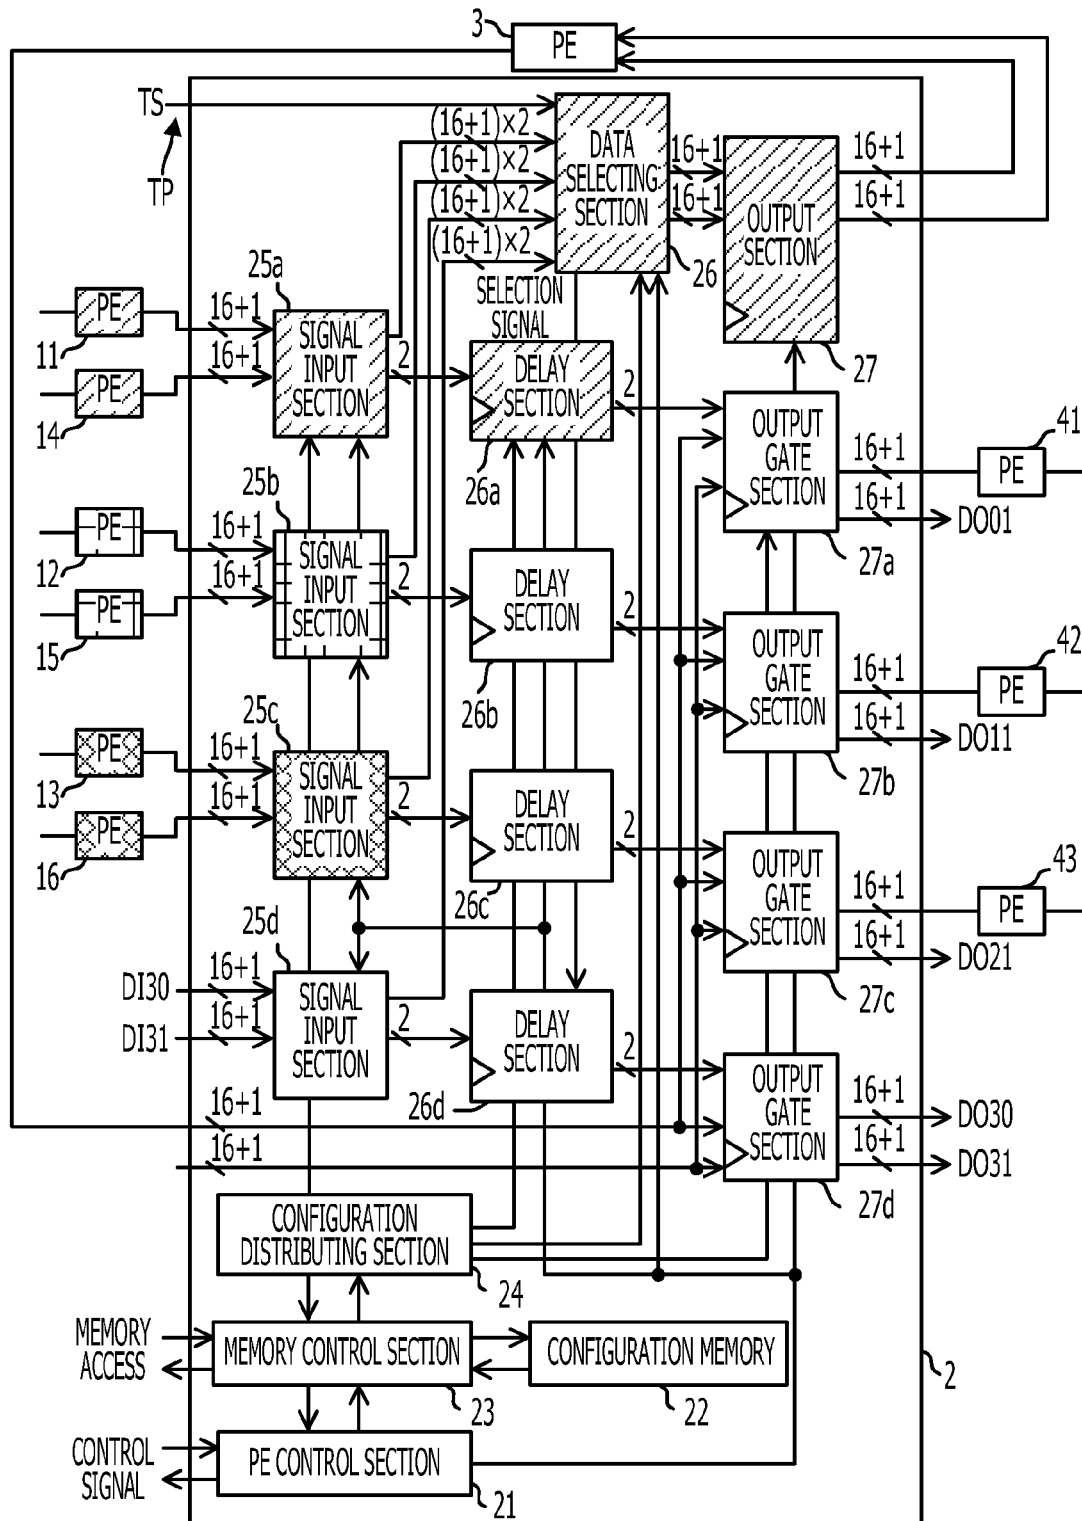 3
PE
TS
TP
(16+1)×2
(16+1)×2
(16+1)×2
(16+1)×2
DATA
SELECTING
SECTION
26
16+1
16+1
OUTPUT
SECTION
27
16+1
16+1
SELECTION
SIGNAL
25a
PE
11
PE
14
16+1
16+1
SIGNAL
INPUT
SECTION
2
DELAY
SECTION
26a
2
OUTPUT
GATE
SECTION
27a
16+1
16+1
41
PE
DO01
25b
PE
12
PE
15
16+1
16+1
SIGNAL
INPUT
SECTION
2
DELAY
SECTION
26b
2
OUTPUT
GATE
SECTION
27b
16+1
16+1
42
PE
DO11
25c
PE
13
PE
16
16+1
16+1
SIGNAL
INPUT
SECTION
2
DELAY
SECTION
26c
2
OUTPUT
GATE
SECTION
27c
16+1
16+1
43
PE
DO21
25d
DI30
DI31
16+1
16+1
SIGNAL
INPUT
SECTION
2
DELAY
SECTION
26d
2
OUTPUT
GATE
SECTION
27d
16+1
16+1
DO30
DO31
16+1
16+1
CONFIGURATION
DISTRIBUTING SECTION
24
MEMORY
ACCESS
MEMORY CONTROL SECTION
23
CONFIGURATION MEMORY
22
2
CONTROL
SIGNAL
PE CONTROL SECTION
21